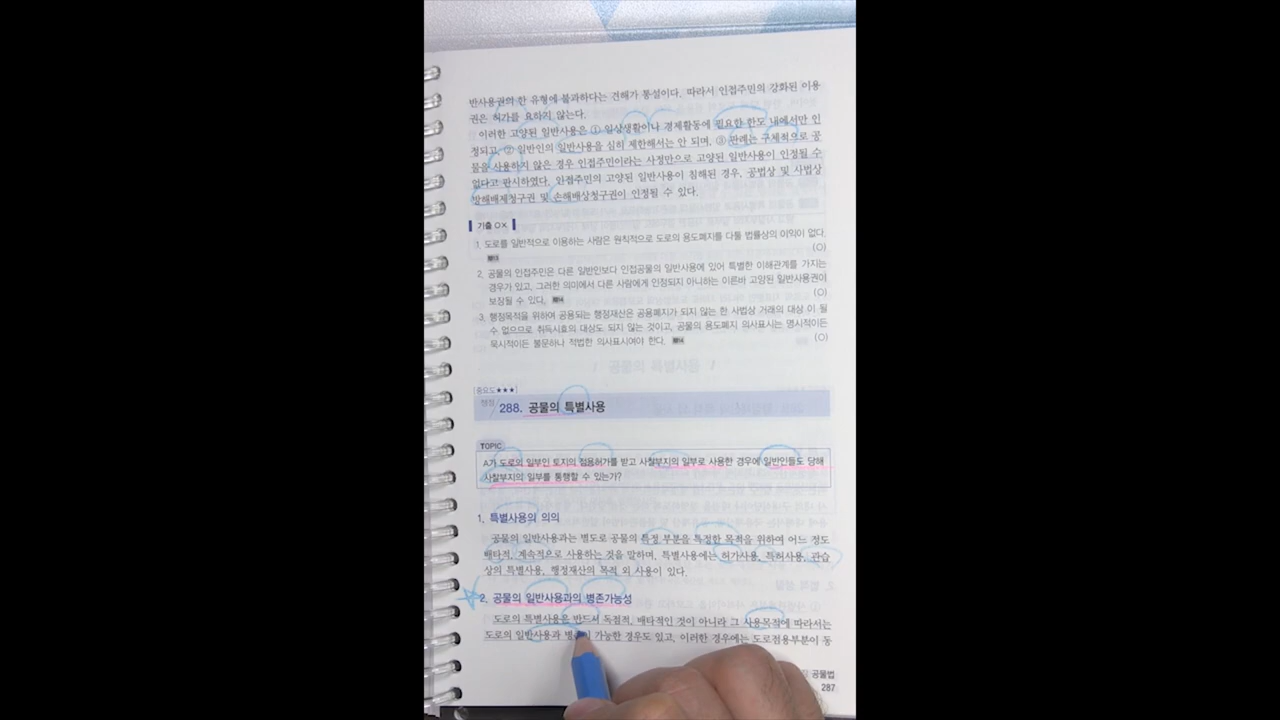 반사용권의 한 유형에 불과하다는 견해가 통설이다. 따라서 인접주민의 강화된 이용
권은 허가를 요하지 않는다.
이러한 고양된 일반사용은 ① 일상생활이나 경제활동에 필요한 한도 내에서만 인
정되고, ② 일반인의 일반사용을 심히 제한해서는 안 되며, ③ 판례는 구체적으로 공
물을 사용하지 않은 경우 인접주민이라는 사정만으로 고양된 일반사용이 인정될 수
없다고 판시하였다. 인접주민의 고양된 일반사용이 침해된 경우, 공법상 및 사법상
방해배제청구권 및 손해배상청구권이 인정될 수 있다.
기출 OX
1. 도로를 일반적으로 이용하는 사람은 원칙적으로 도로의 용도폐지를 다툴 법률상의 이익이 없다.
(O)
2. 공물의 인접주민은 다른 일반인보다 인접공물의 일반사용에 있어 특별한 이해관계를 가지는
경우가 있고, 그러한 의미에서 다른 사람에게 인정되지 아니하는 이른바 고양된 일반사용권이
보장될 수 있다.
(O)
3. 행정목적을 위하여 공용되는 행정재산은 공용폐지가 되지 않는 한 사법상 거래의 대상 이 될
수 없으므로 취득시효의 대상도 되지 않는 것이고, 공물의 용도폐지 의사표시는 명시적이든
묵시적이든 불문하나 적법한 의사표시여야 한다.
(O)
중요도★★★
행정
288. 공물의 특별사용
TOPIC
A가 도로의 일부인 토지의 점용허가를 받고 사찰부지의 일부로 사용한 경우에 일반인들도 당해
사찰부지의 일부를 통행할 수 있는가?
1. 특별사용의 의의
공물의 일반사용과는 별도로 공물의 특정 부분을 특정한 목적을 위하여 어느 정도
배타적, 계속적으로 사용하는 것을 말하며, 특별사용에는 허가사용, 특허사용, 관습
상의 특별사용, 행정재산의 목적 외 사용이 있다.
2. 공물의 일반사용과의 병존가능성
도로의 특별사용은 반드시 독점적, 배타적인 것이 아니라 그 사용목적에 따라서는
도로의 일반사용과 가능한 경우도 있고, 이러한 경우에는 도로점용부분이 동
공물법
287